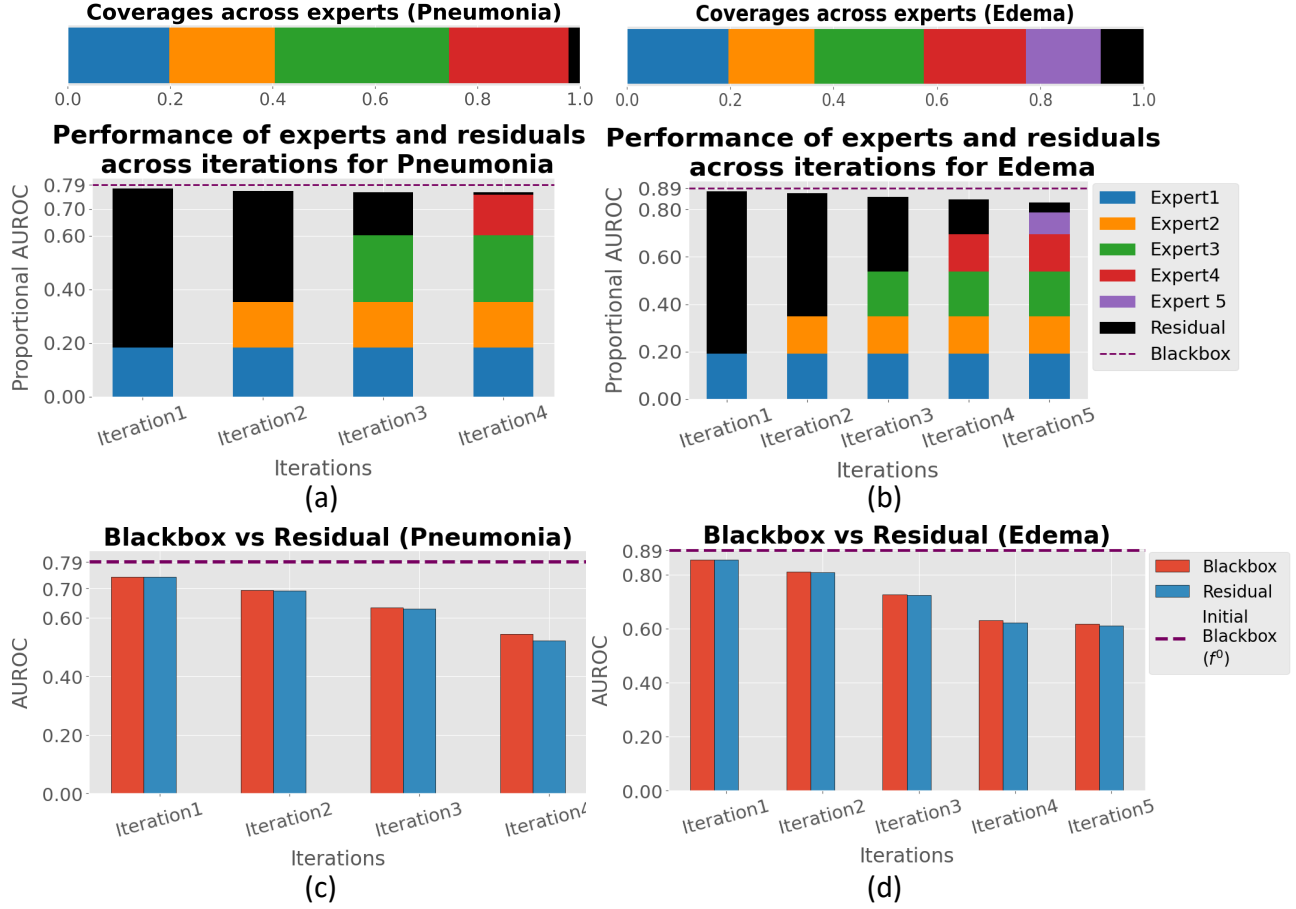 Coverages across experts (Pneumonia)
0.0 0.2 0.4 0.6 0.8 1.0
Coverages across experts (Edema)
0.0 0.2 0.4 0.6 0.8 1.0
Performance of experts and residuals
across iterations for Pneumonia
Proportional AUROC
0.79
0.70
0.60
0.40
0.20
0.00
Iteration1 Iteration2 Iteration3 Iteration4
Iterations
(a)
Performance of experts and residuals
across iterations for Edema
Proportional AUROC
0.89
0.80
0.60
0.40
0.20
0.00
Iteration1 Iteration2 Iteration3 Iteration4 Iteration5
Iterations
(b)
Expert1
Expert2
Expert3
Expert4
Expert 5
Residual
Blackbox
Blackbox vs Residual (Pneumonia)
AUROC
0.79
0.70
0.60
0.40
0.20
0.00
Iteration1 Iteration2 Iteration3 Iteration4
Iterations
(c)
Blackbox vs Residual (Edema)
AUROC
0.89
0.80
0.60
0.40
0.20
0.00
Iteration1 Iteration2 Iteration3 Iteration4 Iteration5
Iterations
(d)
Blackbox
Residual
Initial
Blackbox
(f⁰)